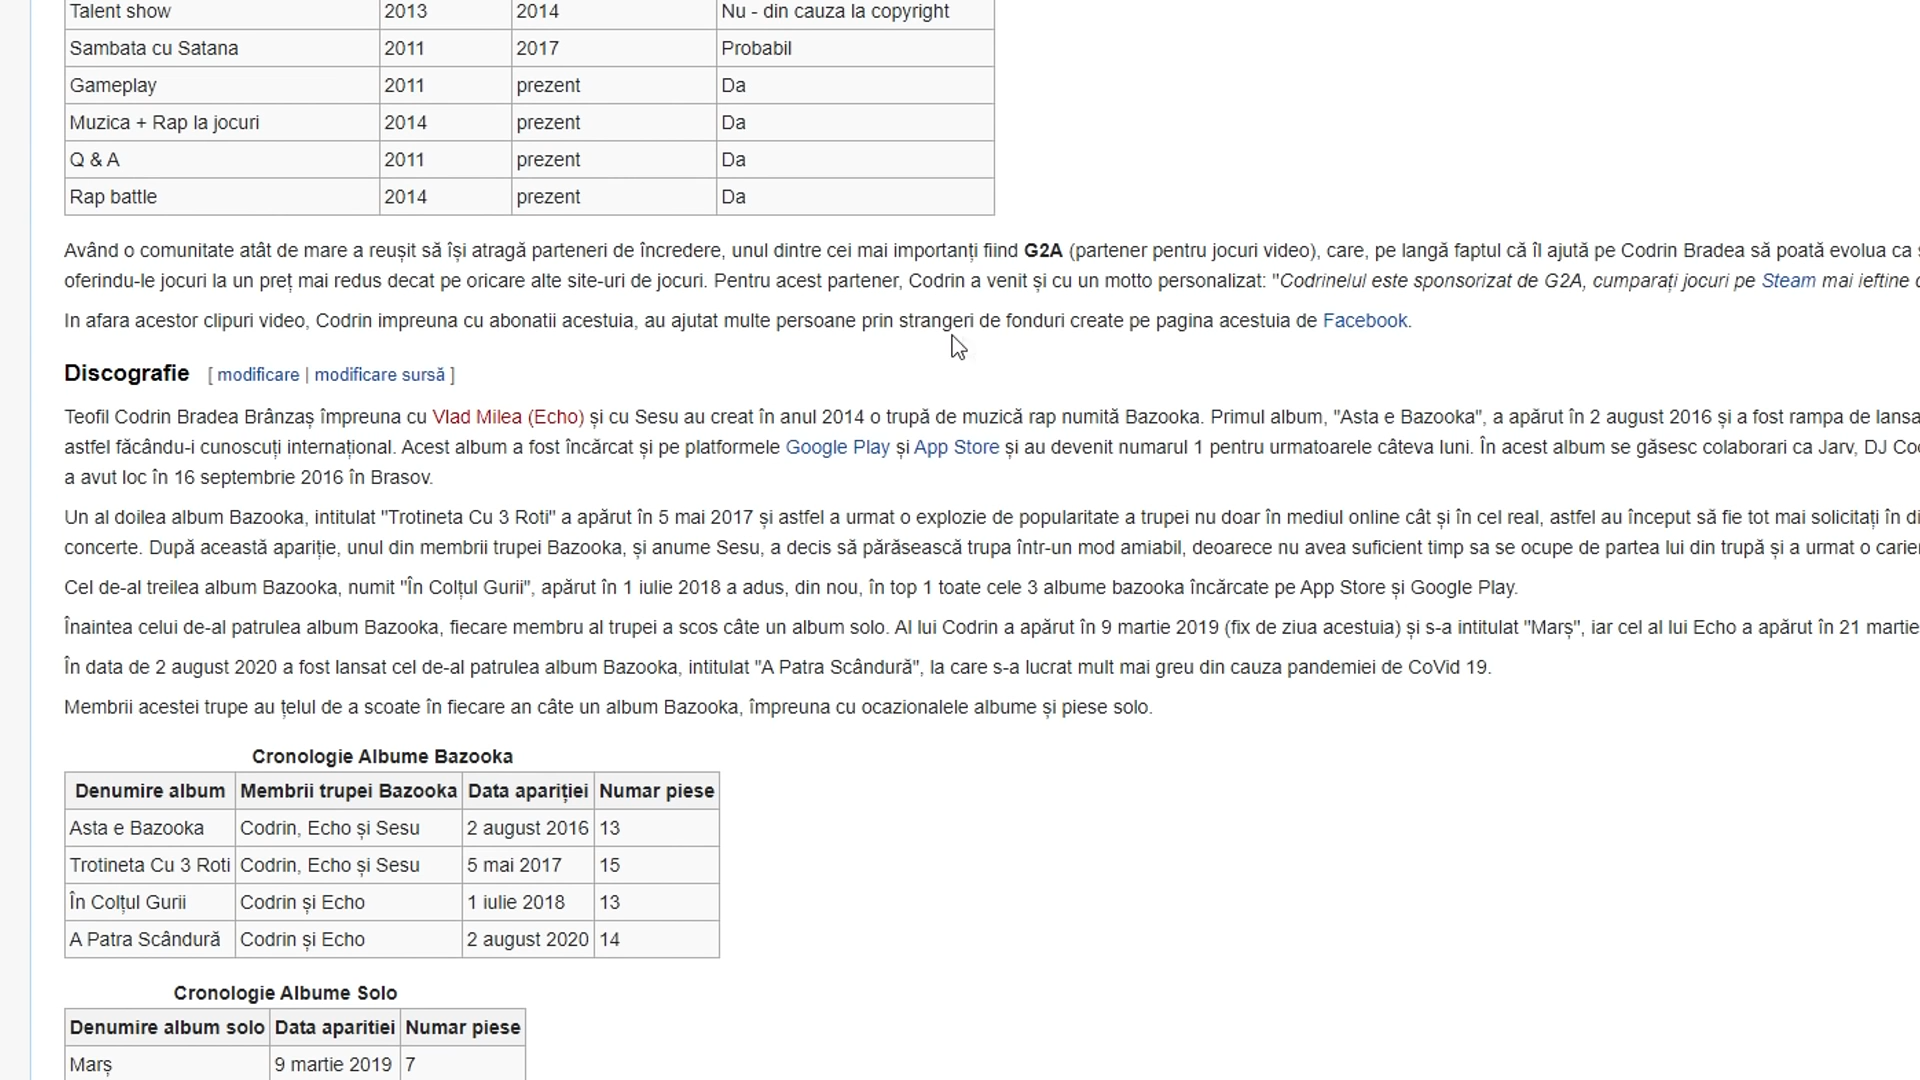 Talent show 2013 2014 Nu - din cauza la copyright
Sambata cu Satana 2011 2017 Probabil
Gameplay 2011 prezent Da
Muzica + Rap la jocuri 2014 prezent Da
Q & A 2011 prezent Da
Rap battle 2014 prezent Da
Având o comunitate atât de mare a reușit să își atragă parteneri de încredere, unul dintre cei mai importanți fiind G2A (partener pentru jocuri video), care, pe langă faptul că îl ajută pe Codrin Bradea să poată evolua ca
oferindu-le jocuri la un preț mai redus decat pe oricare alte site-uri de jocuri. Pentru acest partener, Codrin a venit și cu un motto personalizat: "Codrinelul este sponsorizat de G2A, cumparați jocuri pe Steam mai ieftine
In afara acestor clipuri video, Codrin impreuna cu abonatii acestuia, au ajutat multe persoane prin strangeri de fonduri create pe pagina acestuia de Facebook.
Discografie [ modificare | modificare sursă ]
Teofil Codrin Bradea Brânzaș împreuna cu Vlad Milea (Echo) și cu Sesu au creat în anul 2014 o trupă de muzică rap numită Bazooka. Primul album, "Asta e Bazooka", a apărut în 2 august 2016 și a fost rampa de lansa
astfel făcându-i cunoscuți internațional. Acest album a fost încărcat și pe platformele Google Play și App Store și au devenit numarul 1 pentru urmatoarele câteva luni. În acest album se găsesc colaborari ca Jarv, DJ
a avut loc în 16 septembrie 2016 în Brasov.
Un al doilea album Bazooka, intitulat "Trotineta Cu 3 Roti" a apărut în 5 mai 2017 și astfel a urmat o explozie de popularitate a trupei nu doar în mediul online cât și în cel real, astfel au început să fie tot mai solicitați în di
concerte. După această apariție, unul din membrii trupei Bazooka, și anume Sesu, a decis să părăsească trupa într-un mod amiabil, deoarece nu avea suficient timp sa se ocupe de partea lui din trupă și a urmat o carier
Cel de-al treilea album Bazooka, numit "În Colțul Gurii", apărut în 1 iulie 2018 a adus, din nou, în top 1 toate cele 3 albume bazooka încărcate pe App Store și Google Play.
Înaintea celui de-al patrulea album Bazooka, fiecare membru al trupei a scos câte un album solo. Al lui Codrin a apărut în 9 martie 2019 (fix de ziua acestuia) și s-a intitulat "Marș", iar cel al lui Echo a apărut în 21 martie
În data de 2 august 2020 a fost lansat cel de-al patrulea album Bazooka, intitulat "A Patra Scândură", la care s-a lucrat mult mai greu din cauza pandemiei de CoVid 19.
Membrii acestei trupe au țelul de a scoate în fiecare an câte un album Bazooka, împreuna cu ocazionalele albume și piese solo.
Cronologie Albume Bazooka
Denumire album Membrii trupei Bazooka Data apariției Numar piese
Asta e Bazooka Codrin, Echo și Sesu 2 august 2016 13
Trotineta Cu 3 Roti Codrin, Echo și Sesu 5 mai 2017 15
În Colțul Gurii Codrin și Echo 1 iulie 2018 13
A Patra Scândură Codrin și Echo 2 august 2020 14
Cronologie Albume Solo
Denumire album solo Data aparitiei Numar piese
Marș 9 martie 2019 7